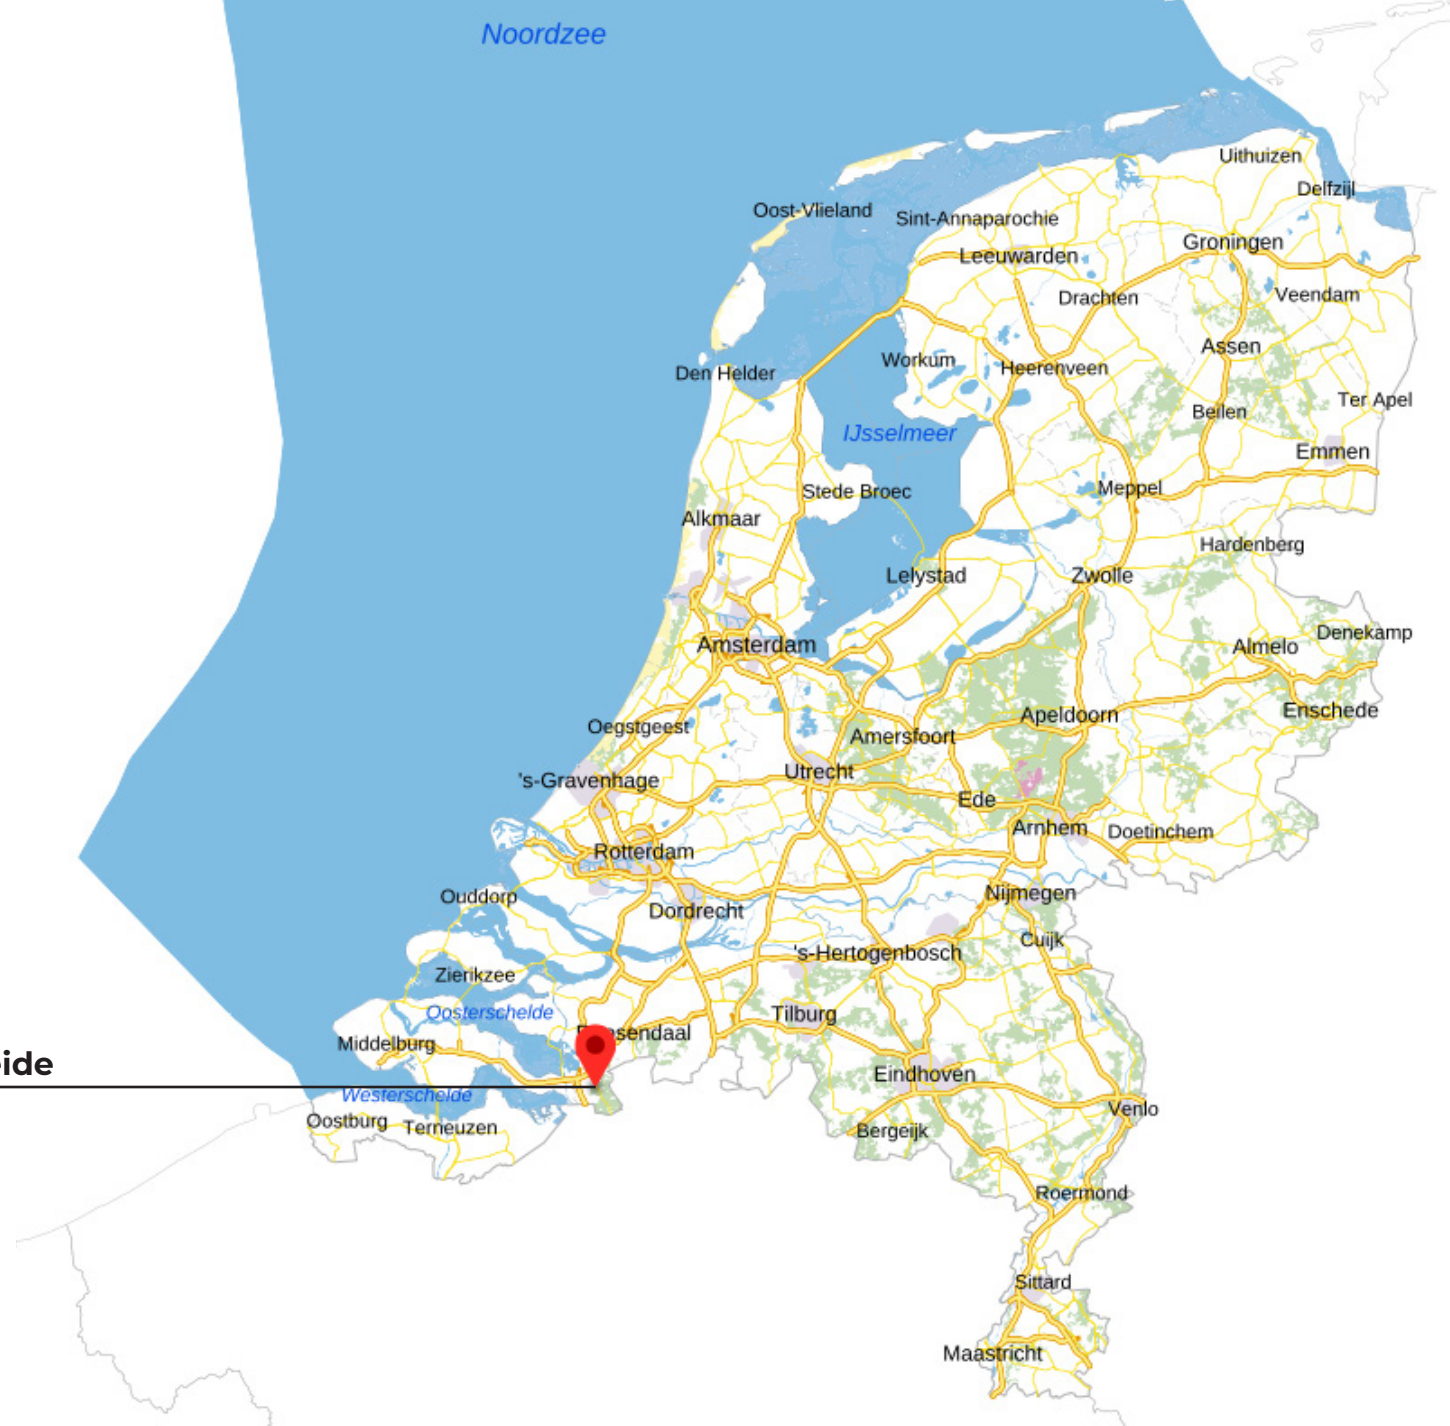 Noordzee
Uithuizen
Delfzijl
Oost-Vlieland
Sint-Annaparochie
Groningen
Leeuwarden
Drachten
Veendam
Assen
Workum
Heerenveen
Den Helder
Ter Apel
Beilen
IJsselmeer
Emmen
Meppel
Stede Broec
Alkmaar
Hardenberg
Lelystad
Zwolle
Denekamp
Amsterdam
Almelo
Enschede
Apeldoorn
Oegstgeest
Amersfoort
Utrecht
's-Gravenhage
Ede
Arnhem
Doetinchem
Rotterdam
Nijmegen
Ouddorp
Dordrecht
Cuijk
's-Hertogenbosch
Zierikzee
Oosterschelde
Tilburg
sendaal
Middelburg
eide
Eindhoven
Westerschelde
Venlo
Oostburg
Terneuzen
Bergeijk
Roermond
Sittard
Maastricht